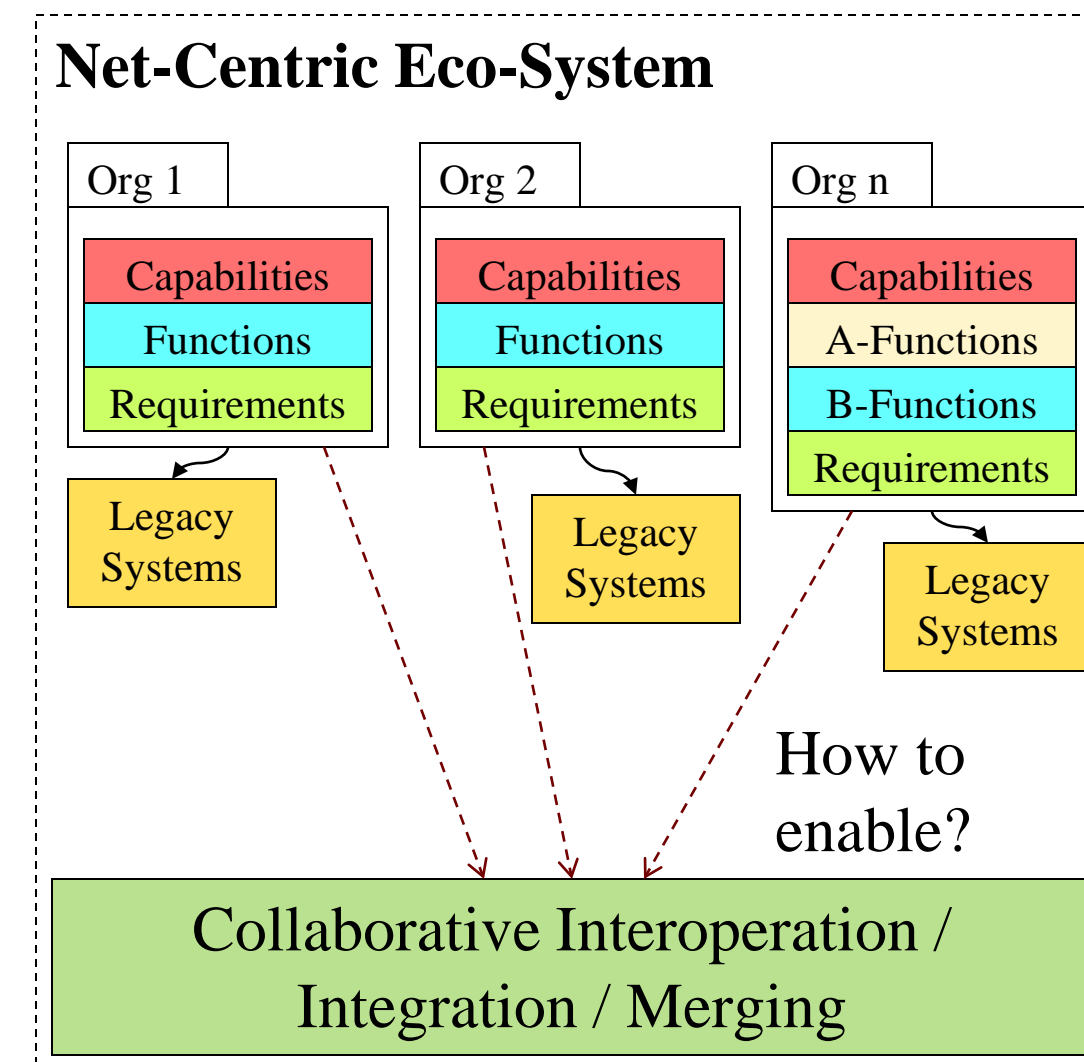 Net-Centric Eco-System
Org 1
Capabilities
Functions
Requirements
Legacy
Systems
Org 2
Capabilities
Functions
Requirements
Legacy
Systems
Org n
Capabilities
A-Functions
B-Functions
Requirements
Legacy
Systems
How to
enable?
Collaborative Interoperation /
Integration / Merging